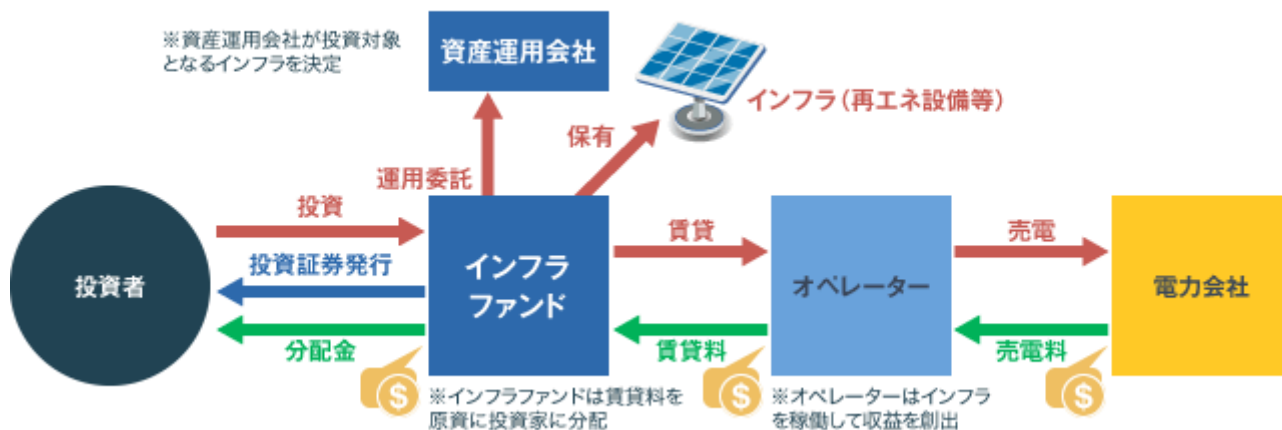 ※資産運用会社が投資対象
となるインフラを決定
資産運用会社
インフラ（再エネ設備等）
保有
運用委託
投資
投資証券発行
分配金
投資者
インフラ
ファンド
賃貸
賃貸料
オペレーター
売電
売電料
電力会社
$
$
$
※インフラファンドは賃貸料を
原資に投資家に分配
※オペレーターはインフラ
を稼働して収益を創出